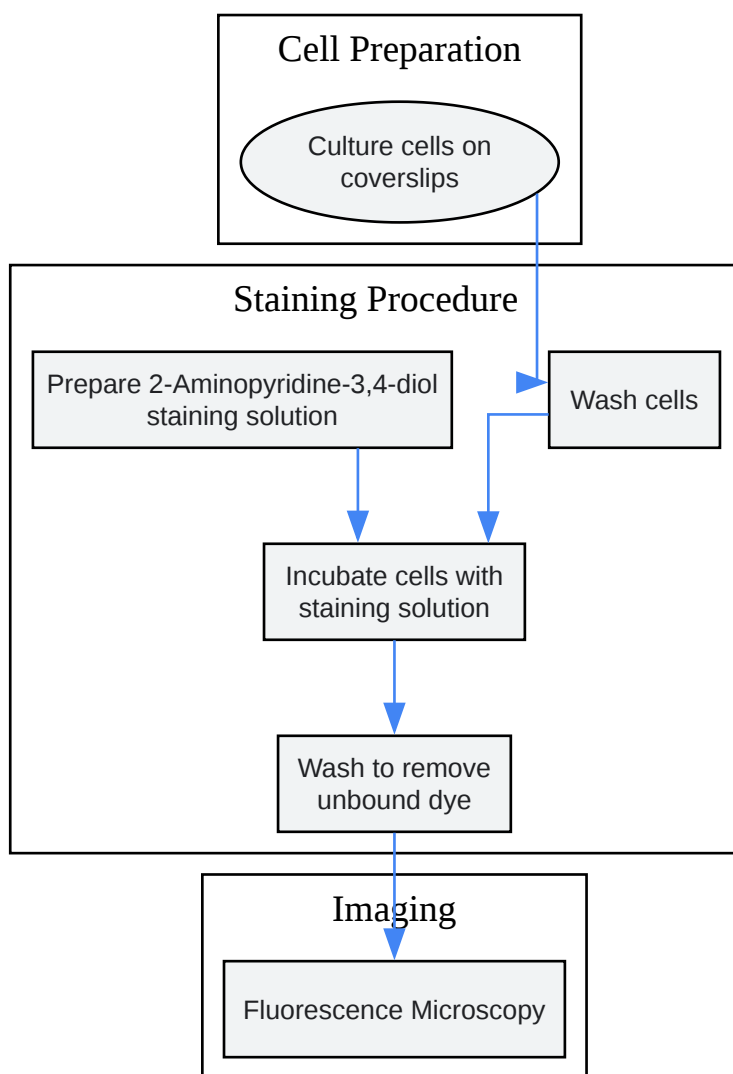 Cell Preparation
Culture cells on
coverslips
Staining Procedure
Prepare 2-Aminopyridine-3,4-diol
staining solution
Wash cells
Incubate cells with
staining solution
Wash to remove
unbound dye
Imaging
Fluorescence Microscopy